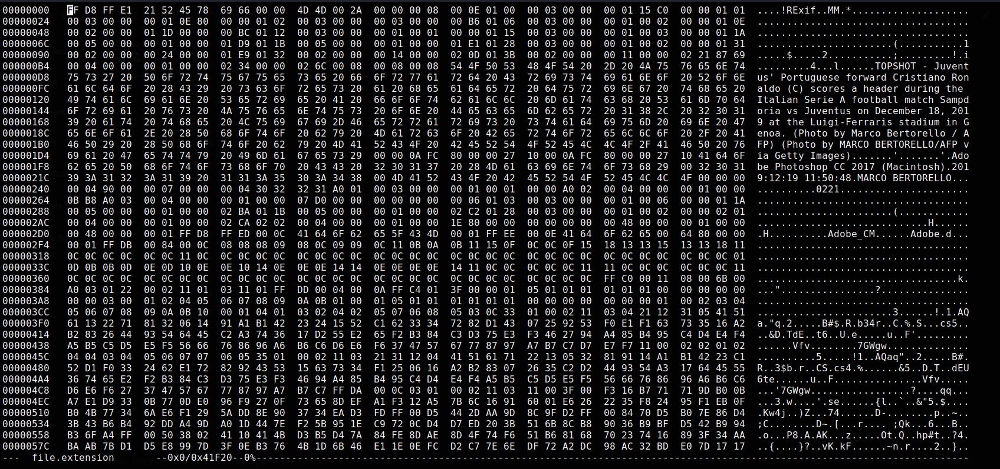 00000000 FF D8 FF E1 21 52 45 78 69 66 00 00 4D 4D 00 2A 00 00 00 08 00 0E 01 00 00 03 00 00 00 01 15 C0 00 00 01 01 ....!RExif..MM.*....................
00000024 00 03 00 00 00 01 0E 80 00 00 01 02 00 03 00 00 00 03 00 00 00 B6 01 06 00 03 00 00 00 01 00 02 00 00 01 0E ....................................
00000048 00 02 00 00 01 1D 00 00 00 BC 01 12 00 03 00 00 00 01 00 01 00 00 01 15 00 03 00 00 00 01 00 03 00 00 01 1A ....................................
0000006C 00 05 00 00 00 01 00 00 01 D9 01 1B 00 05 00 00 00 01 00 00 01 E1 01 28 00 03 00 00 00 01 00 02 00 00 01 31 .......................(...........1
00000090 00 02 00 00 00 24 00 00 01 E9 01 32 00 02 00 00 00 14 00 00 02 0D 01 3B 00 02 00 00 00 11 00 00 02 21 87 69 .....$.....2...........;.........!.i
000000B4 00 04 00 00 00 01 00 00 02 34 00 00 02 6C 00 08 00 08 00 08 54 4F 50 53 48 4F 54 20 2D 20 4A 75 76 65 6E 74 .........4...l......TOPSHOT - Juvent
000000D8 75 73 27 20 50 6F 72 74 75 67 75 65 73 65 20 66 6F 72 77 61 72 64 20 43 72 69 73 74 69 61 6E 6F 20 52 6F 6E us' Portuguese forward Cristiano Ron
000000FC 61 6C 64 6F 20 28 43 29 20 73 63 6F 72 65 73 20 61 20 68 65 61 64 65 72 20 64 75 72 69 6E 67 20 74 68 65 20 aldo (C) scores a header during the
00000120 49 74 61 6C 69 61 6E 20 53 65 72 69 65 20 41 20 66 6F 6F 74 62 61 6C 6C 20 6D 61 74 63 68 20 53 61 6D 70 64 Italian Serie A football match Sampd
00000144 6F 72 69 61 20 76 73 20 4A 75 76 65 6E 74 75 73 20 6F 6E 20 44 65 63 65 6D 62 65 72 20 31 38 2C 20 32 30 31 oria vs Juventus on December 18, 201
00000168 39 20 61 74 20 74 68 65 20 4C 75 69 67 69 2D 46 65 72 72 61 72 69 73 20 73 74 61 64 69 75 6D 20 69 6E 20 47 9 at the Luigi-Ferraris stadium in G
0000018C 65 6E 6F 61 2E 20 28 50 68 6F 74 6F 20 62 79 20 4D 61 72 63 6F 20 42 65 72 74 6F 72 65 6C 6C 6F 20 2F 20 41 enoa. (Photo by Marco Bertorello / A
000001B0 46 50 29 20 28 50 68 6F 74 6F 20 62 79 20 4D 41 52 43 4F 20 42 45 52 54 4F 52 45 4C 4C 4F 2F 41 46 50 20 76 FP) (Photo by MARCO BERTORELLO/AFP v
000001D4 69 61 20 47 65 74 74 79 20 49 6D 61 67 65 73 29 00 00 0A FC 80 00 00 27 10 00 0A FC 80 00 00 27 10 41 64 6F ia Getty Images).......'.......'.Ado
000001F8 62 65 20 50 68 6F 74 6F 73 68 6F 70 20 43 43 20 32 30 31 37 20 28 4D 61 63 69 6E 74 6F 73 68 29 00 32 30 31 be Photoshop CC 2017 (Macintosh).201
0000021C 39 3A 31 32 3A 31 39 20 31 31 3A 35 30 3A 34 38 00 4D 41 52 43 4F 20 42 45 52 54 4F 52 45 4C 4C 4F 00 00 00 9:12:19 11:50:48.MARCO BERTORELLO...
00000240 00 04 90 00 00 07 00 00 00 04 30 32 32 31 A0 01 00 03 00 00 00 01 00 01 00 00 A0 02 00 04 00 00 00 01 00 00 ..........0221......................
00000264 0B B8 A0 03 00 04 00 00 00 01 00 00 07 D0 00 00 00 00 00 06 01 03 00 03 00 00 00 01 00 06 00 00 01 1A ....................................
00000288 00 05 00 00 00 01 00 00 02 BA 01 1B 00 05 00 00 00 01 00 00 02 C2 01 28 00 03 00 00 00 01 00 02 00 00 02 01 .......................(............
000002AC 00 04 00 00 00 01 00 00 02 CA 02 02 00 04 00 00 00 01 00 00 1E 80 00 00 00 00 00 00 00 48 00 00 00 01 00 00 .............................H......
000002D0 00 48 00 00 00 01 FF D8 FF ED 00 0C 41 64 6F 62 65 5F 43 4D 00 01 FF EE 00 0E 41 64 6F 62 65 00 64 80 00 00 .H..........Adobe_CM......Adobe.d...
000002F4 00 01 FF DB 00 84 00 0C 08 08 08 09 08 0C 09 09 0C 11 0B 0A 0B 11 15 0F 0C 0C 0F 15 18 13 13 15 13 13 18 11 ....................................
00000318 0C 0C 0C 0C 0C 0C 11 0C 0C 0C 0C 0C 0C 0C 0C 0C 0C 0C 0C 0C 0C 0C 0C 0C 0C 0C 0C 0C 0C 0C 0C 0C 0C 0C 0C 01 ....................................
0000033C 0D 0B 0B 0D 0E 0D 10 0E 0E 10 14 0E 0E 0E 14 14 0E 0E 0E 0E 14 11 0C 0C 0C 0C 0C 11 11 0C 0C 0C 0C 0C 0C 11 ....................................
00000360 0C 0C 0C 0C 0C 0C 0C 0C 0C 0C 0C 0C 0C 0C 0C 0C 0C 0C 0C 0C 0C 0C 0C 0C 0C 0C 0C 0C FF C0 00 11 08 00 6B 00 ..................................k.
00000384 A0 03 01 22 00 02 11 01 03 11 01 FF DD 00 04 00 0A FF C4 01 3F 00 00 01 05 01 01 01 01 01 01 00 00 00 00 00 ..."................?...............
000003A8 00 00 03 00 01 02 04 05 06 07 08 09 0A 0B 01 00 01 05 01 01 01 01 01 01 00 00 00 00 00 00 00 01 00 02 03 04 ....................................
000003CC 05 06 07 08 09 0A 0B 10 00 01 04 01 03 02 04 02 05 07 06 08 05 03 0C 33 01 00 02 11 03 04 21 12 31 05 41 51 .......................3......!.1.AQ
000003F0 61 13 22 71 81 32 06 14 91 A1 B1 42 23 24 15 52 C1 62 33 34 72 82 D1 43 07 25 92 53 F0 E1 F1 63 73 35 16 A2 a."q.2.....B#$.R.b34r..C.%.S...cs5..
00000414 B2 83 26 44 93 54 64 45 C2 A3 74 36 17 D2 55 E2 65 F2 B3 84 C3 D3 75 E3 F3 46 27 94 A4 85 B4 95 C4 D4 E4 F4 ..&D.TdE..t6..U.e.....u..F'.........
00000438 A5 B5 C5 D5 E5 F5 56 66 76 86 96 A6 B6 C6 D6 E6 F6 37 47 57 67 77 87 97 A7 B7 C7 D7 E7 F7 11 00 02 02 01 02 ......Vfv........7GWgw..............
0000045C 04 04 03 04 05 06 07 07 06 05 35 01 00 02 11 03 21 31 12 04 41 51 61 71 22 13 05 32 81 91 14 A1 B1 42 23 C1 ..........5.....!1..AQaq"..2.....B#.
00000480 52 D1 F0 33 24 62 E1 72 82 92 43 53 15 63 73 34 F1 25 06 16 A2 B2 83 07 26 35 C2 D2 44 93 54 A3 17 64 45 55 R..3$b.r..CS.cs4.%......&5..D.T..dEU
000004A4 36 74 65 E2 F2 B3 84 C3 D3 75 E3 F3 46 94 A4 85 B4 95 C4 D4 E4 F4 A5 B5 C5 D5 E5 F5 56 66 76 86 96 A6 B6 C6 6te......u..F...............Vfv.....
000004C8 D6 E6 F6 27 37 47 57 67 77 87 97 A7 B7 C7 FF DA 00 0C 03 01 00 02 11 03 11 00 3F 00 F3 16 B7 71 71 9D B0 0B ...'7GWgw.................?....qq...
000004EC A7 E1 D9 33 0B 77 0D E0 96 F9 27 0F 73 65 8D EF A1 F3 12 A5 7B 6C 16 91 60 01 E6 26 22 35 F8 24 95 F1 EB 0F ...3.w....'.se......{l..`..&"5.$....
00000510 B0 4B 77 34 6A E6 F1 29 5A DD 8E 90 37 34 EA D3 FD FF 00 D5 44 2D AA 9D 8C 9F D2 FF 00 84 70 D5 B0 7E 86 D4 .Kw4j..)Z...74......D-.......p..~..
00000534 3B 43 B6 B4 92 DD A4 9D A0 1D 44 7E F2 5B 95 1E C9 72 0C D4 D7 ED 20 3B 51 6B 8C B8 90 36 B9 BF D5 42 B9 94 ;C........D~.[...r.... ;Qk...6...B..
00000558 B3 6F A4 FF 00 50 38 02 41 10 41 4B D3 B5 D4 7A 84 FE 8D AE 8D 4F 74 F6 51 B6 81 68 70 23 74 16 89 3F 34 AA .o...P8.A.AK...z.....Ot.Q..hp#t..?4.
0000057C BA AB 7B D1 D5 E8 99 7D 3F 0E B3 76 4B 1D 6B 46 E1 1E 0E FC D2 C7 7E 6E DF 72 A2 DC 98 AC 32 BD E0 7D 17 17 ..{....}?..vK.kF......~n.r....2..}..
--- file.extension --0x0/0x41F20--0%--------------------------------